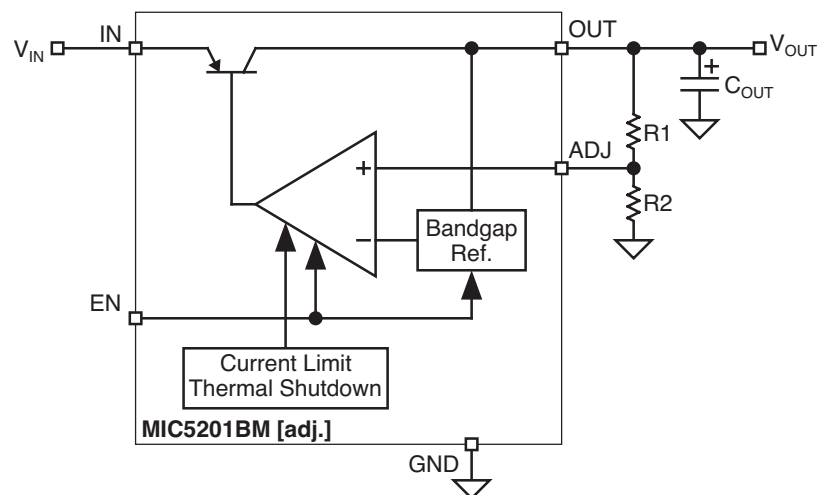 IN
OUT
V_IN
V_OUT
+
C_OUT
R1
ADJ
+
R2
Bandgap
Ref.
−
EN
Current Limit
Thermal Shutdown
MIC5201BM [adj.]
GND